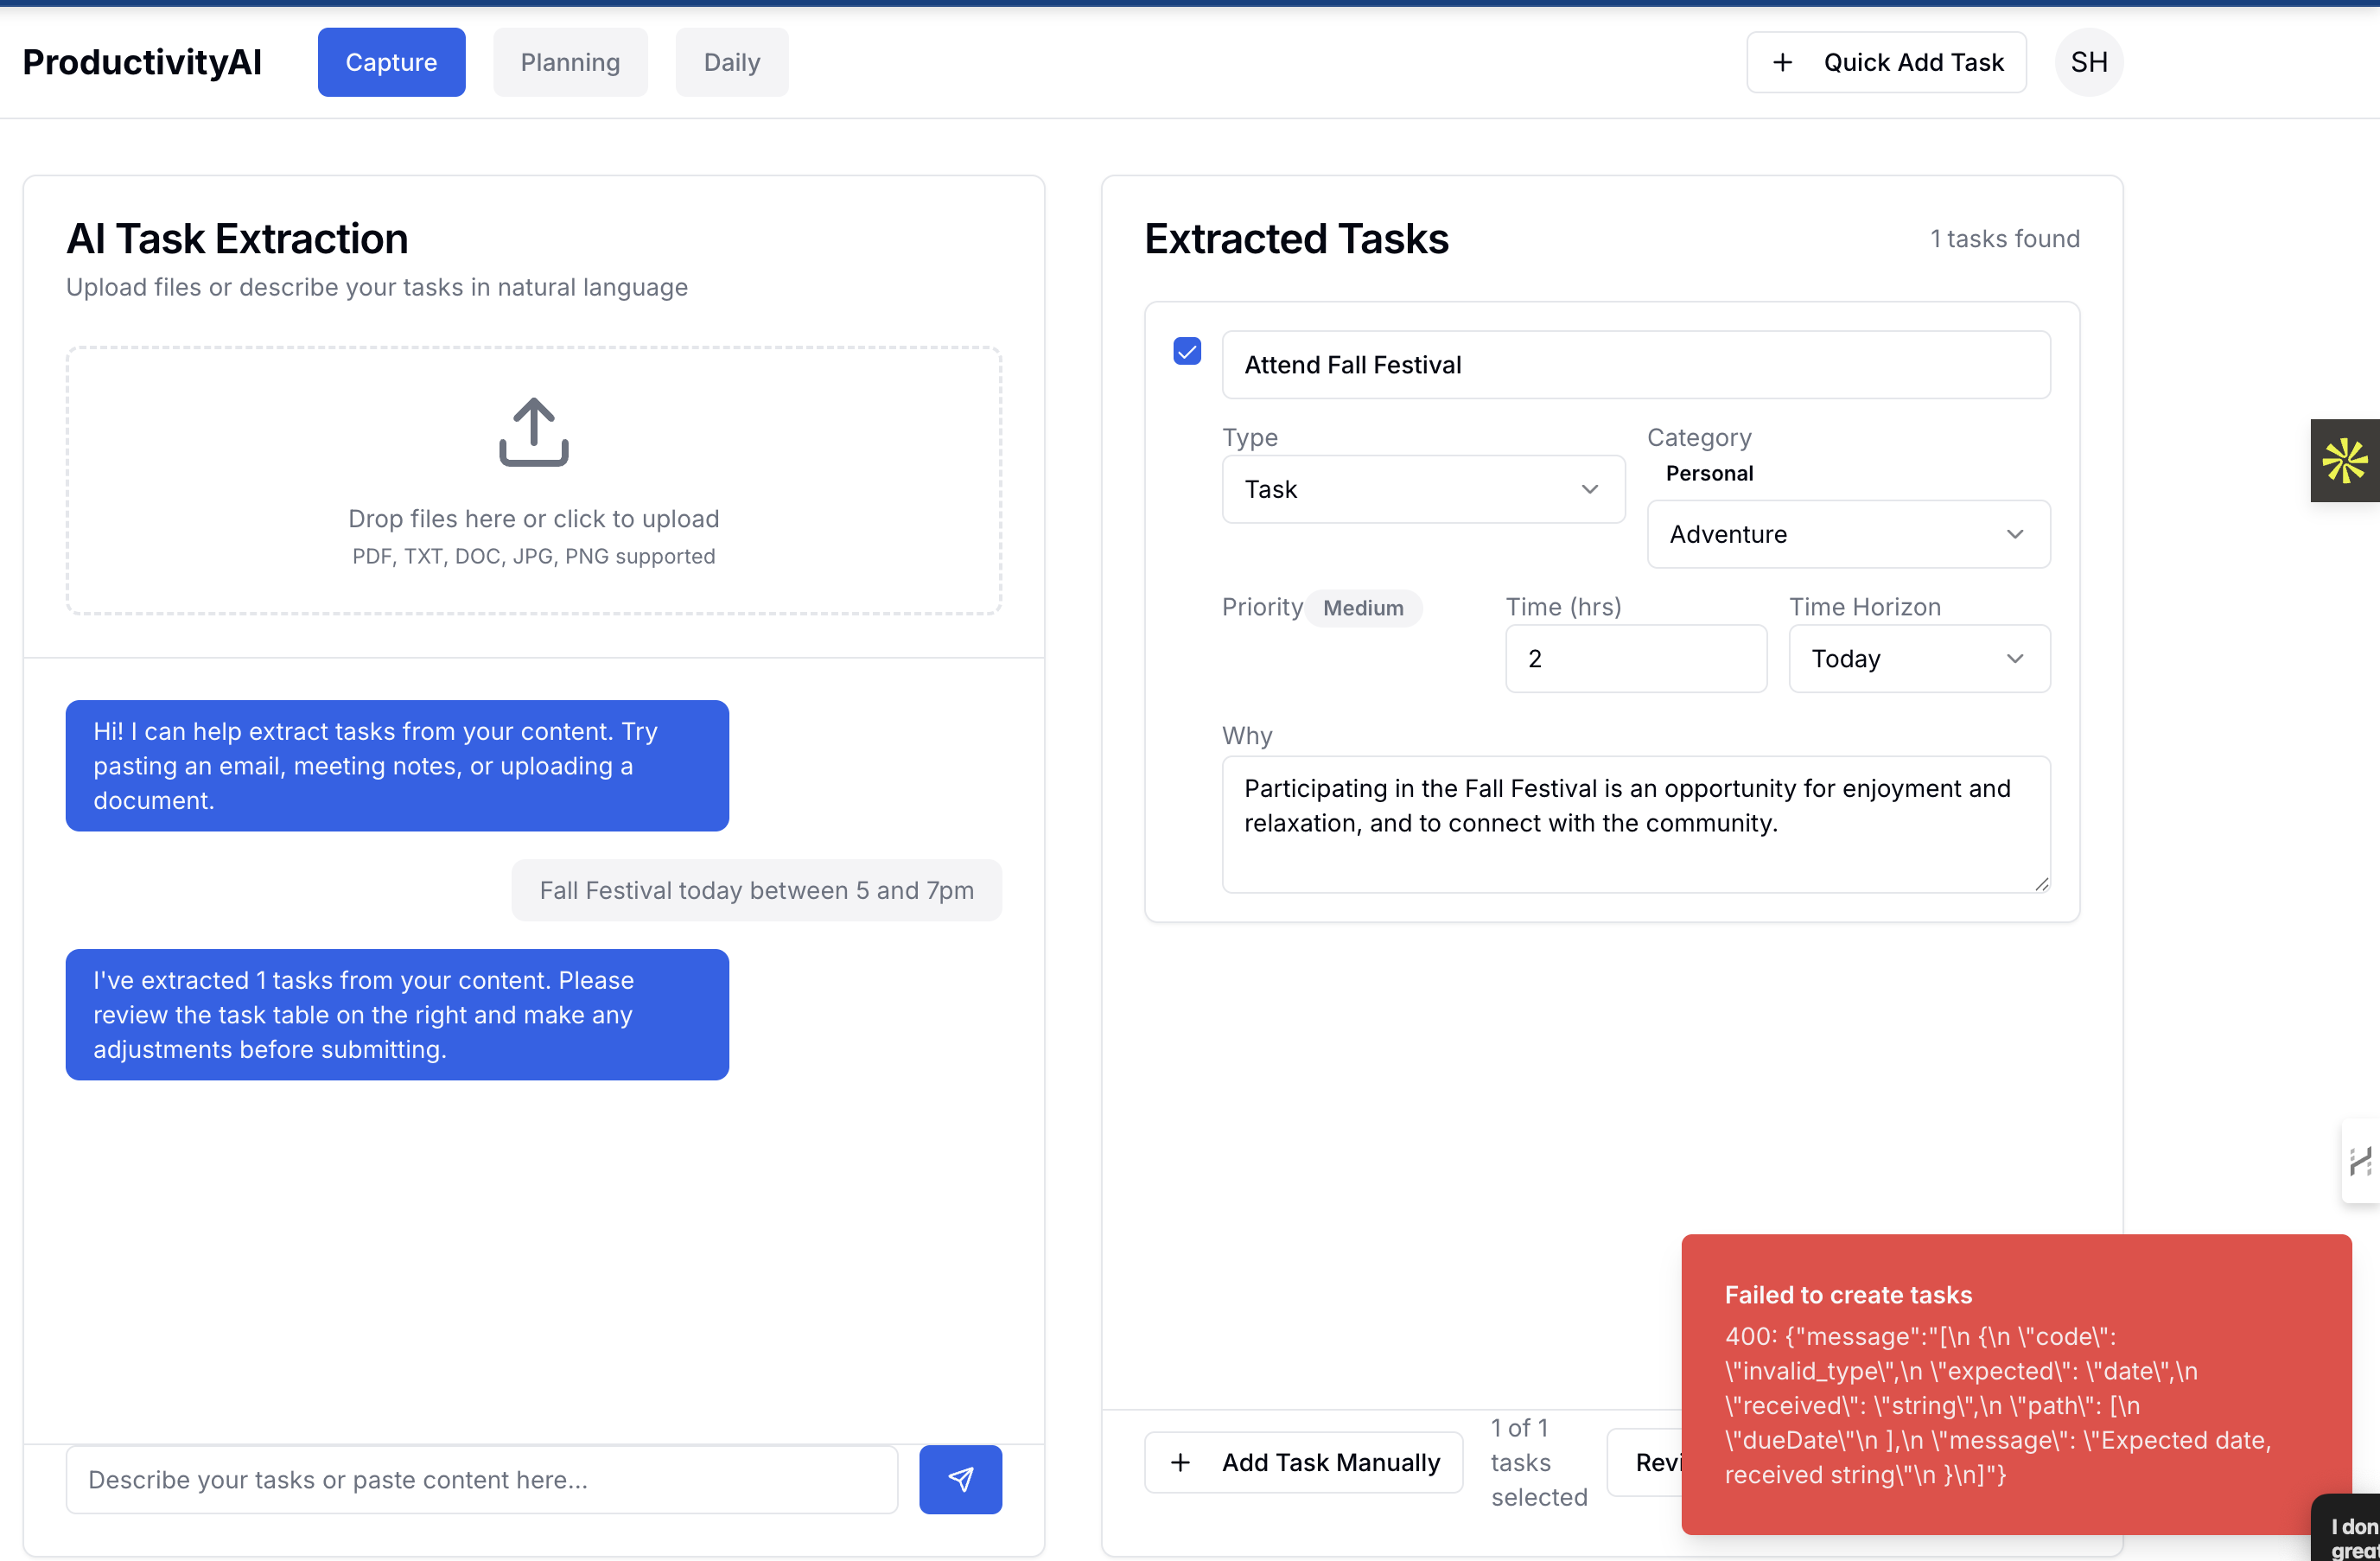 ProductivityAI
Capture
Planning
Daily
+ Quick Add Task
SH
AI Task Extraction
Upload files or describe your tasks in natural language
Drop files here or click to upload
PDF, TXT, DOC, JPG, PNG supported
Hi! I can help extract tasks from your content. Try
pasting an email, meeting notes, or uploading a
document.
Fall Festival today between 5 and 7pm
I've extracted 1 tasks from your content. Please
review the task table on the right and make any
adjustments before submitting.
Describe your tasks or paste content here...
Extracted Tasks
1 tasks found
Attend Fall Festival
Type
Task
Category
Personal
Adventure
Priority
Medium
Time (hrs)
2
Time Horizon
Today
Why
Participating in the Fall Festival is an opportunity for enjoyment and
relaxation, and to connect with the community.
+ Add Task Manually
1 of 1
tasks
selected
Failed to create tasks
400: {"message":"[\n {\n \"code\":
\"invalid_type\",\n \"expected\": \"date\",\n
\"received\": \"string\",\n \"path\": [\n
\"dueDate\"\n ],\n \"message\": \"Expected date,
received string\"\n }\n]"}
I don